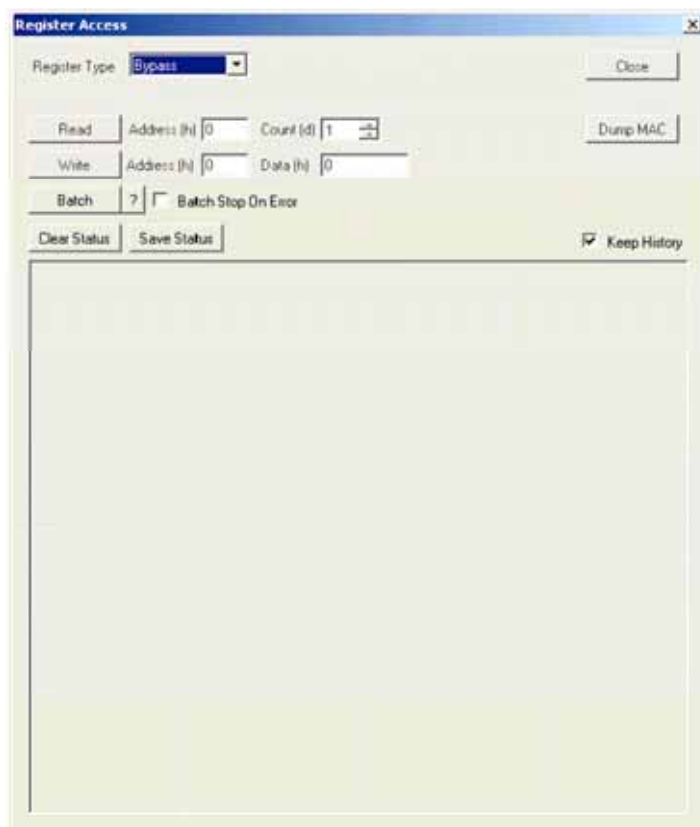 Register Access
Register Type Bypass Close
Read Address (h) 0 Count (d) 1 Dump MAC
Write Address (h) 0 Data (h) 0
Batch ? Batch Stop On Error
Clear Status Save Status Keep History